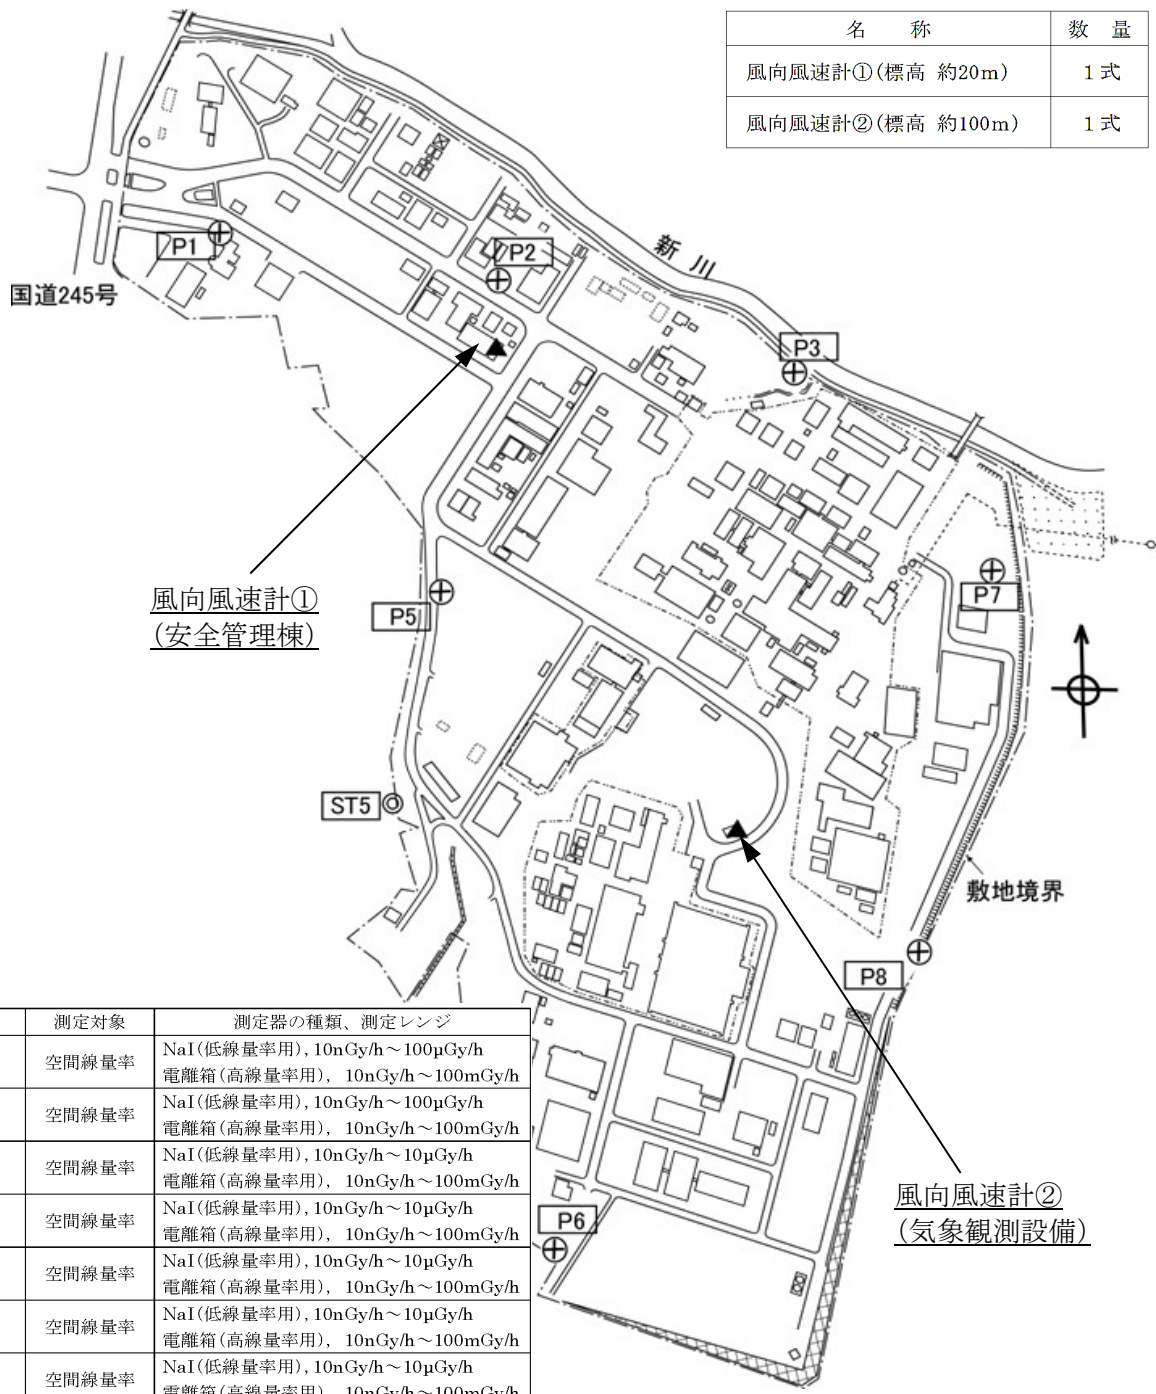 名 称 数 量
風向風速計①(標高 約20m) 1式
風向風速計②(標高 約100m) 1式
新川
P1
P2
国道245号
P3
風向風速計①
(安全管理棟)
P5
P7
ST5
敷地境界
P8
測定対象 測定器の種類、測定レンジ
空間線量率 NaI(低線量率用), 10nGy/h～100μGy/h
電離箱(高線量率用), 10nGy/h～100mGy/h
空間線量率 NaI(低線量率用), 10nGy/h～100μGy/h
電離箱(高線量率用), 10nGy/h～100mGy/h
空間線量率 NaI(低線量率用), 10nGy/h～10μGy/h
電離箱(高線量率用), 10nGy/h～100mGy/h
空間線量率 NaI(低線量率用), 10nGy/h～10μGy/h
電離箱(高線量率用), 10nGy/h～100mGy/h
空間線量率 NaI(低線量率用), 10nGy/h～10μGy/h
電離箱(高線量率用), 10nGy/h～100mGy/h
空間線量率 NaI(低線量率用), 10nGy/h～10μGy/h
電離箱(高線量率用), 10nGy/h～100mGy/h
空間線量率 NaI(低線量率用), 10nGy/h～10μGy/h
電離箱(高線量率用), 10nGy/h～100mGy/h
P6
風向風速計②
(気象観測設備)